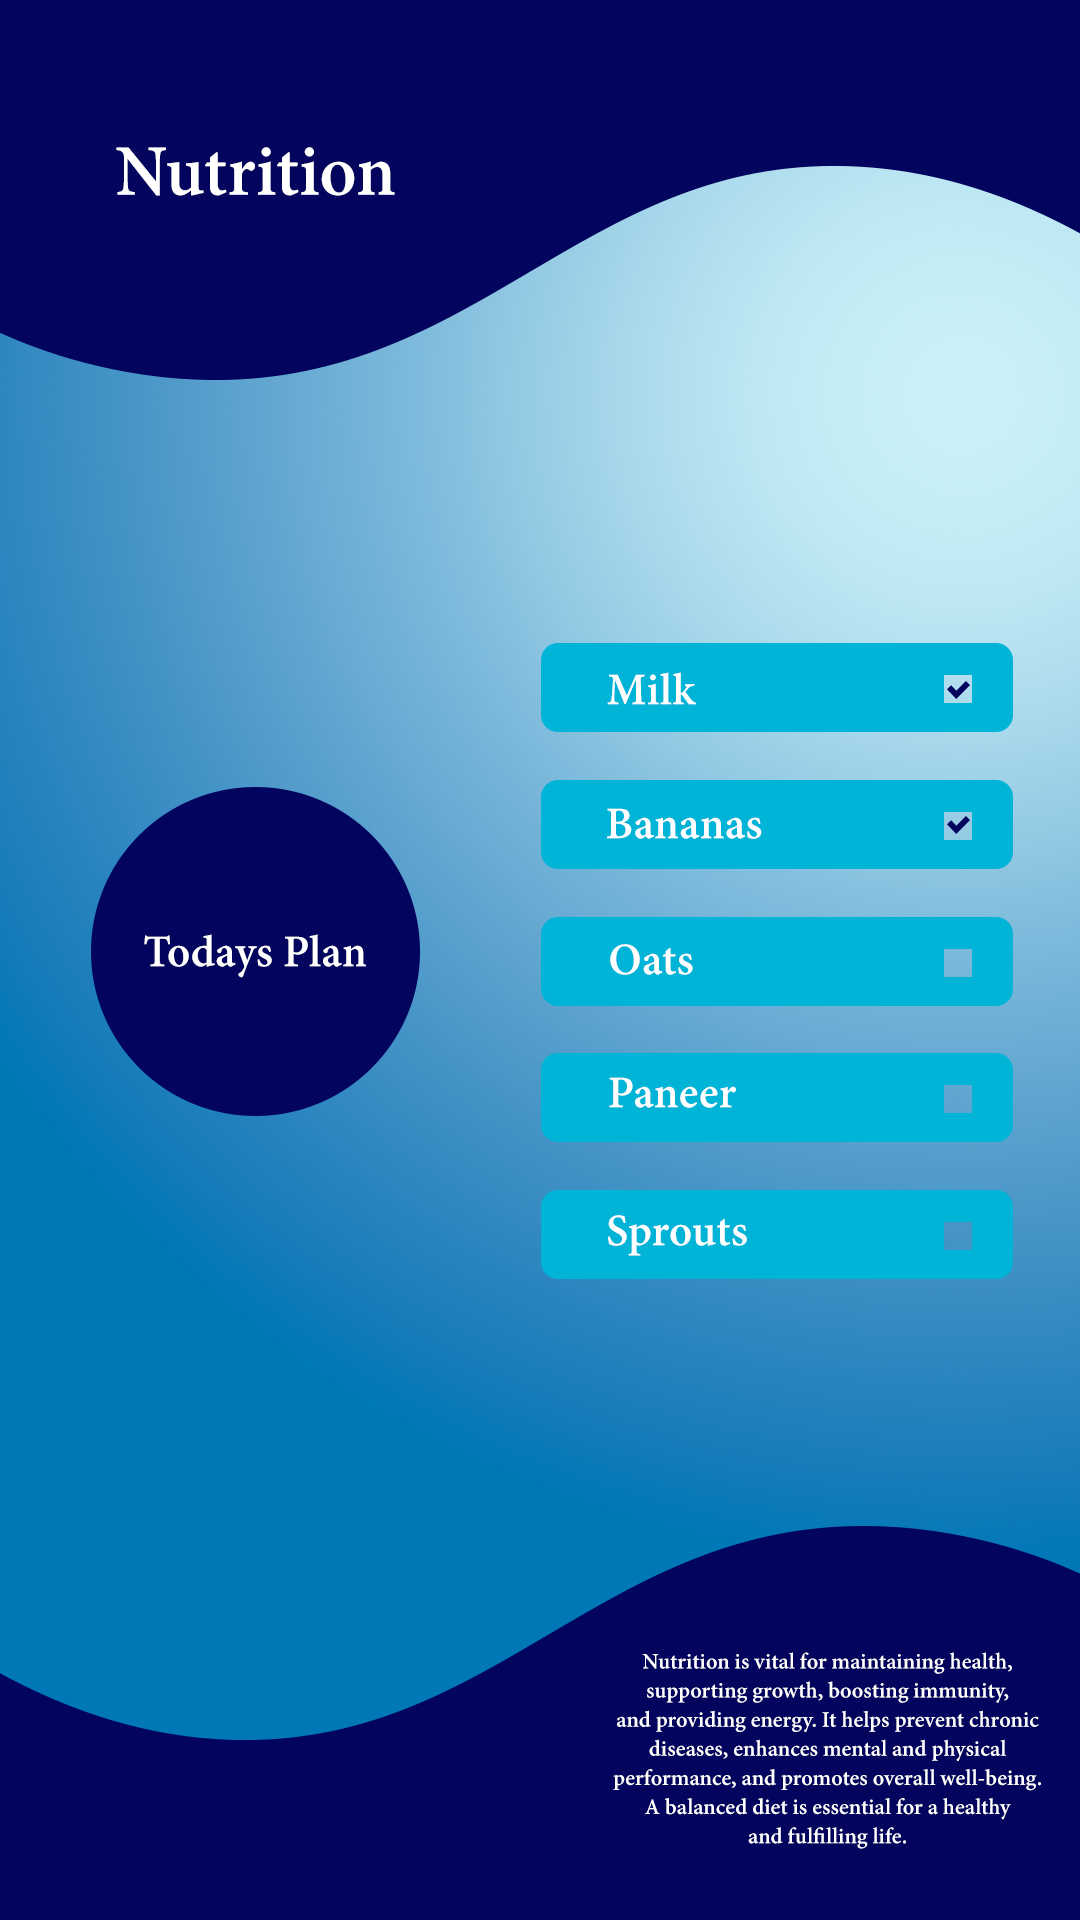 Nutrition
Milk
Bananas
Todays Plan
Oats
Paneer
Sprouts
Nutrition is vital for maintaining health,
supporting growth, boosting immunity,
and providing energy. It helps prevent chronic
diseases, enhances mental and physical
performance, and promotes overall well-being.
A balanced diet is essential for a healthy
and fulfilling life.